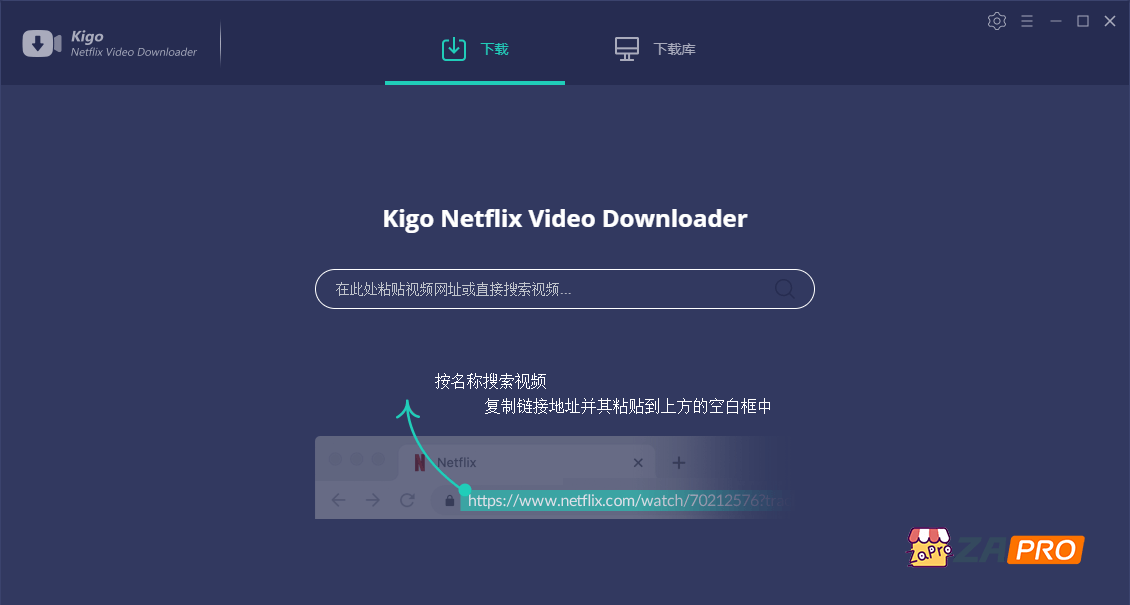 Kigo
Netflix Video Downloader
下载
下载库
Kigo Netflix Video Downloader
在此处粘贴视频网址或直接搜索视频...
按名称搜索视频
复制链接地址并其粘贴到上方的空白框中
Netflix
https://www.netflix.com/watch/70212576?tra
ZAPRO
ZAPRO